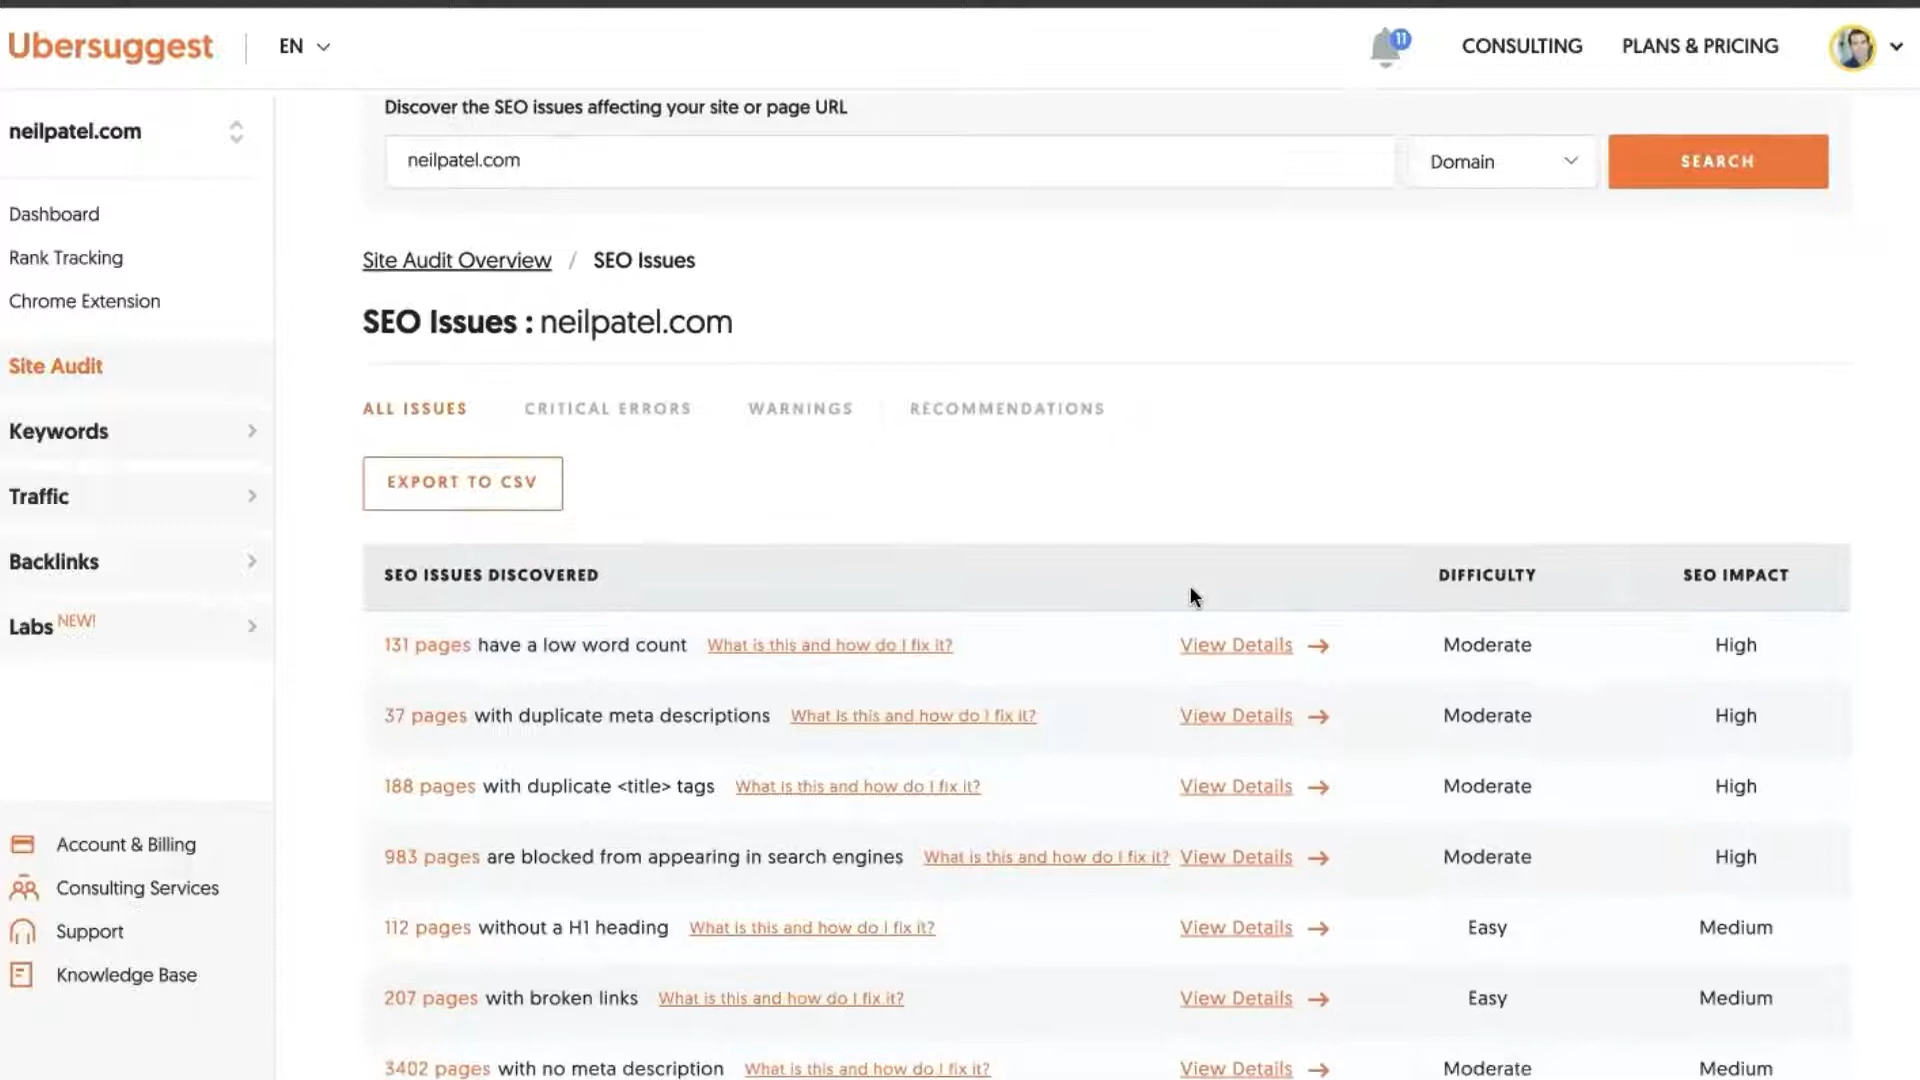 Ubersuggest
EN
11
CONSULTING
PLANS & PRICING
neilpatel.com
Dashboard
Rank Tracking
Chrome Extension
Site Audit
Keywords
Traffic
Backlinks
Labs NEW!
Account & Billing
Consulting Services
Support
Knowledge Base
Discover the SEO issues affecting your site or page URL
neilpatel.com
Domain
SEARCH
Site Audit Overview / SEO Issues
SEO Issues : neilpatel.com
ALL ISSUES CRITICAL ERRORS WARNINGS RECOMMENDATIONS
EXPORT TO CSV
SEO ISSUES DISCOVERED DIFFICULTY SEO IMPACT
131 pages have a low word count What is this and how do I fix it? View Details → Moderate High
37 pages with duplicate meta descriptions What is this and how do I fix it? View Details → Moderate High
188 pages with duplicate <title> tags What is this and how do I fix it? View Details → Moderate High
983 pages are blocked from appearing in search engines What is this and how do I fix it? View Details → Moderate High
112 pages without a H1 heading What is this and how do I fix it? View Details → Easy Medium
207 pages with broken links What is this and how do I fix it? View Details → Easy Medium
3402 pages with no meta description What is this and how do I fix it? View Details → Moderate Medium